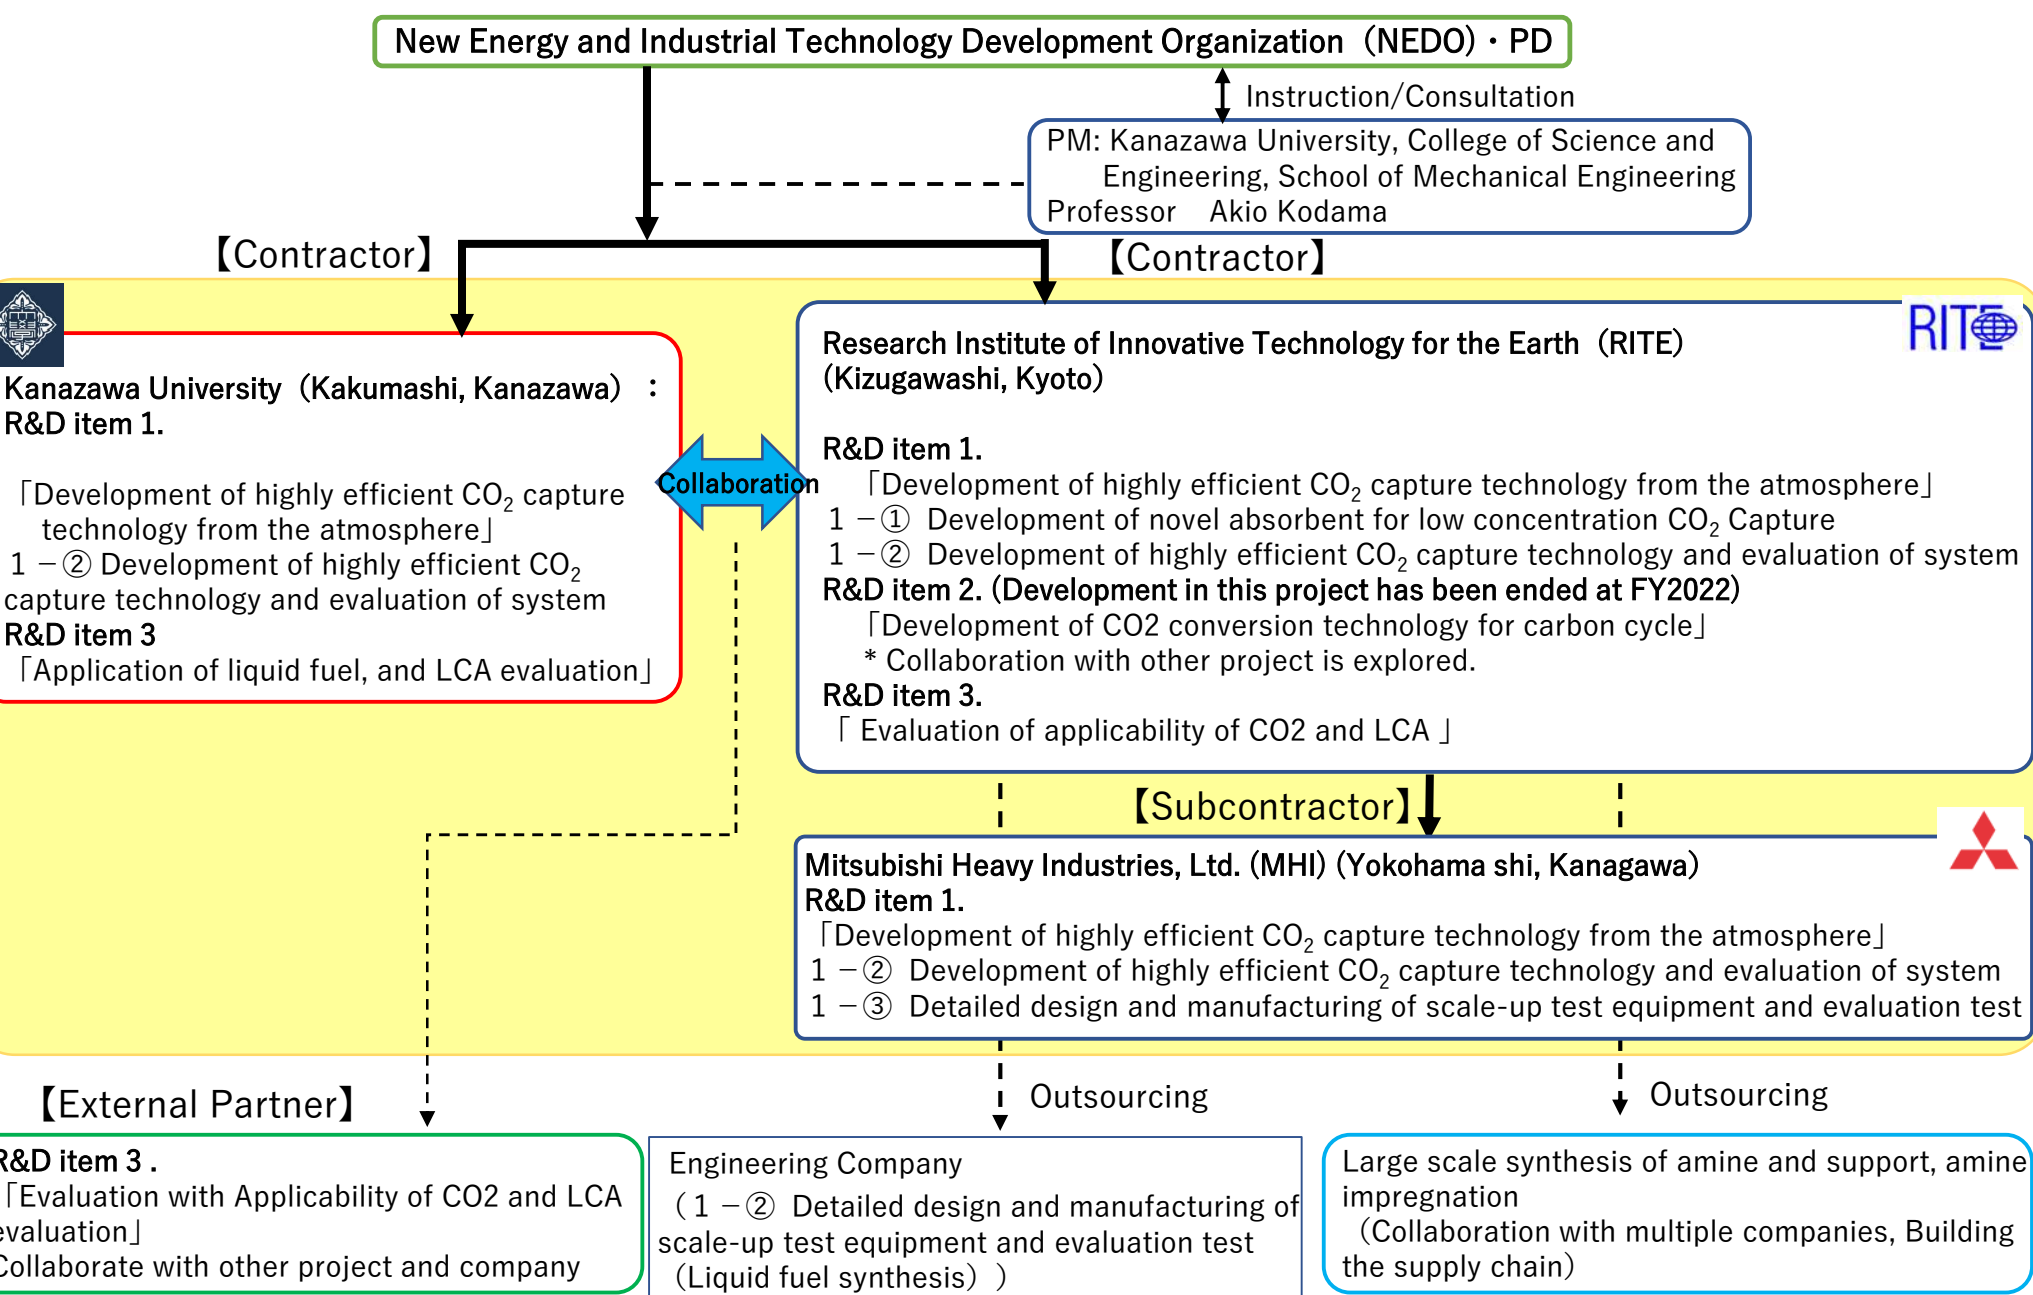 New Energy and Industrial Technology Development Organization（NEDO）・PD
Instruction/Consultation
PM: Kanazawa University, College of Science and
Engineering, School of Mechanical Engineering
Professor　Akio Kodama
【Contractor】
【Contractor】
Kanazawa University（Kakumashi, Kanazawa）：
R&D item 1.
「Development of highly efficient CO₂ capture
technology from the atmosphere」
1－② Development of highly efficient CO₂
capture technology and evaluation of system
R&D item 3
「Application of liquid fuel, and LCA evaluation」
Collaboration
RITE
Research Institute of Innovative Technology for the Earth（RITE）
(Kizugawashi, Kyoto）
R&D item 1.
「Development of highly efficient CO₂ capture technology from the atmosphere」
1－① Development of novel absorbent for low concentration CO₂ Capture
1－② Development of highly efficient CO₂ capture technology and evaluation of system
R&D item 2. (Development in this project has been ended at FY2022)
「Development of CO2 conversion technology for carbon cycle」
* Collaboration with other project is explored.
R&D item 3.
「 Evaluation of applicability of CO2 and LCA 」
【Subcontractor】
Mitsubishi Heavy Industries, Ltd. (MHI) (Yokohama shi, Kanagawa）
R&D item 1.
「Development of highly efficient CO₂ capture technology from the atmosphere」
1－② Development of highly efficient CO₂ capture technology and evaluation of system
1－③ Detailed design and manufacturing of scale-up test equipment and evaluation test
【External Partner】
Outsourcing
Outsourcing
R&D item 3 .
「Evaluation with Applicability of CO2 and LCA
evaluation」
Collaborate with other project and company
Engineering Company
（1－② Detailed design and manufacturing of
scale-up test equipment and evaluation test
（Liquid fuel synthesis））
Large scale synthesis of amine and support, amine
impregnation
（Collaboration with multiple companies, Building
the supply chain）